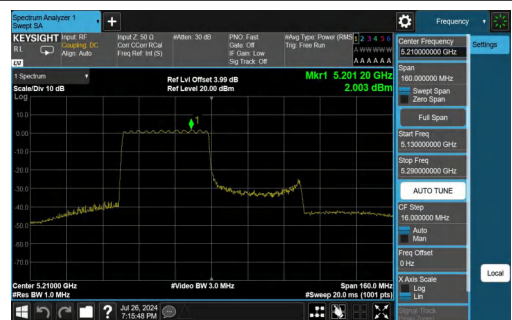 Spectrum Analyzer 1
Swept SA
Frequency
KEYSIGHT
Input: RF
Coupling: DC
Align: Auto
Input Z: 50 Ω
Corr CCorr RCal
Freq Ref: Int (S)
#Atten: 30 dB
PNO: Fast
Gate: Off
IF Gain: Low
Sig Track: Off
#Avg Type: Power (RMS
Trig: Free Run
1 2 3 4 5 6
A W W W W W
A A A A A A
RL
LVI
1 Spectrum
Scale/Div 10 dB
Ref Lvl Offset 3.99 dB
Ref Level 20.00 dBm
Mkr1 5.201 20 GHz
2.003 dBm
Log
10.0
0.00
-10.0
-20.0
-30.0
-40.0
-50.0
-60.0
-70.0
1
Center 5.21000 GHz
#Res BW 1.0 MHz
#Video BW 3.0 MHz
Span 160.0 MHz
#Sweep 20.0 ms (1001 pts)
Jul 26, 2024
7:15:48 PM
Center Frequency
5.210000000 GHz
Span
160.000000 MHz
Swept Span
Zero Span
Full Span
Start Freq
5.130000000 GHz
Stop Freq
5.290000000 GHz
AUTO TUNE
CF Step
16.000000 MHz
Auto
Man
Freq Offset
0 Hz
X Axis Scale
Log
Lin
Signal Track
Settings
Local